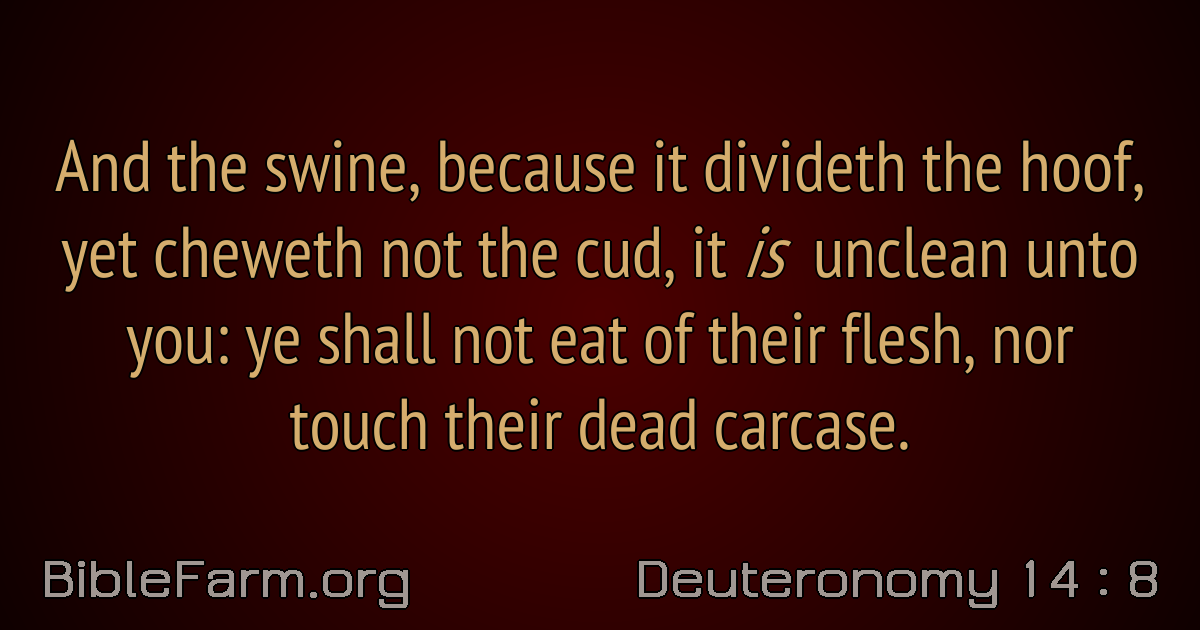 And the swine, because it divideth the hoof,
yet cheweth not the cud, it is unclean unto
you: ye shall not eat of their flesh, nor
touch their dead carcase.
BibleFarm.org
Deuteronomy 14 : 8